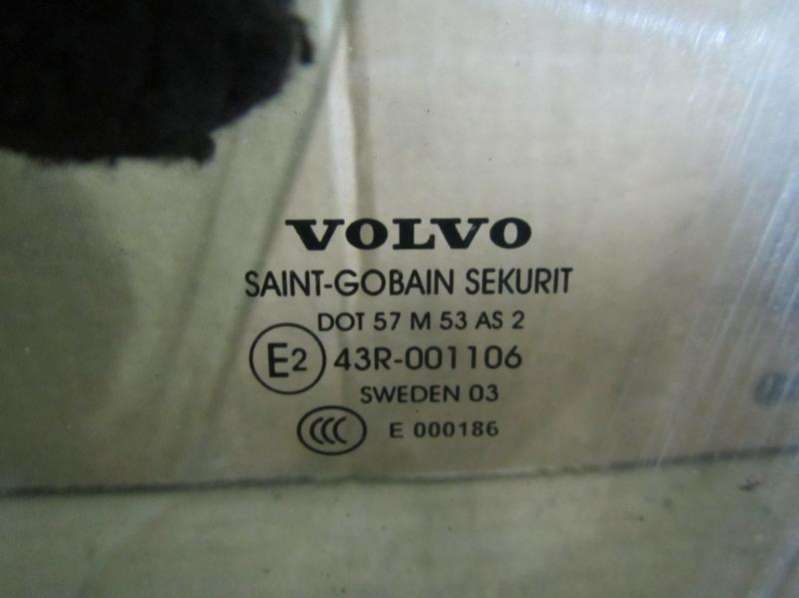 VOLVO
SAINT-GOBAIN SEKURIT
DOT 57 M 53 AS 2
E2 43R-001106
SWEDEN 03
CCC E 000186